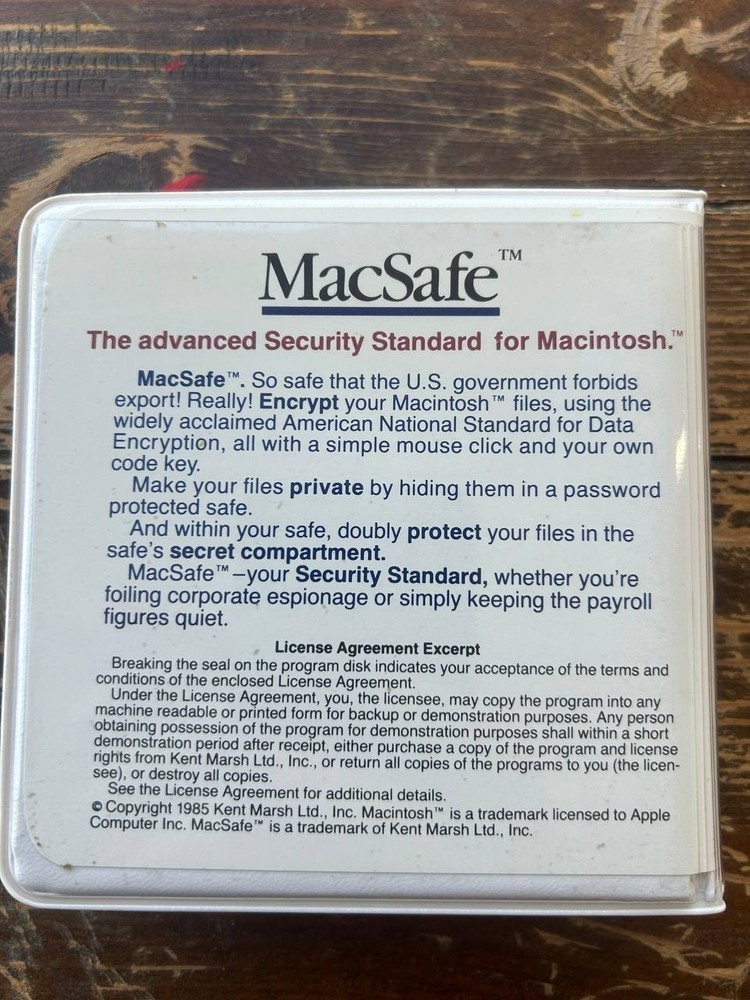 MacSafe™
The advanced Security Standard for Macintosh.™
MacSafe™. So safe that the U.S. government forbids
export! Really! Encrypt your Macintosh™ files, using the
widely acclaimed American National Standard for Data
Encryption, all with a simple mouse click and your own
code key.
Make your files private by hiding them in a password
protected safe.
And within your safe, doubly protect your files in the
safe's secret compartment.
MacSafe™–your Security Standard, whether you're
foiling corporate espionage or simply keeping the payroll
figures quiet.
License Agreement Excerpt
Breaking the seal on the program disk indicates your acceptance of the terms and
conditions of the enclosed License Agreement.
Under the License Agreement, you, the licensee, may copy the program into any
machine readable or printed form for backup or demonstration purposes. Any person
obtaining possession of the program for demonstration purposes shall within a short
demonstration period after receipt, either purchase a copy of the program and license
rights from Kent Marsh Ltd., Inc., or return all copies of the programs to you (the licen-
see), or destroy all copies.
See the License Agreement for additional details.
© Copyright 1985 Kent Marsh Ltd., Inc. Macintosh™ is a trademark licensed to Apple
Computer Inc. MacSafe™ is a trademark of Kent Marsh Ltd., Inc.